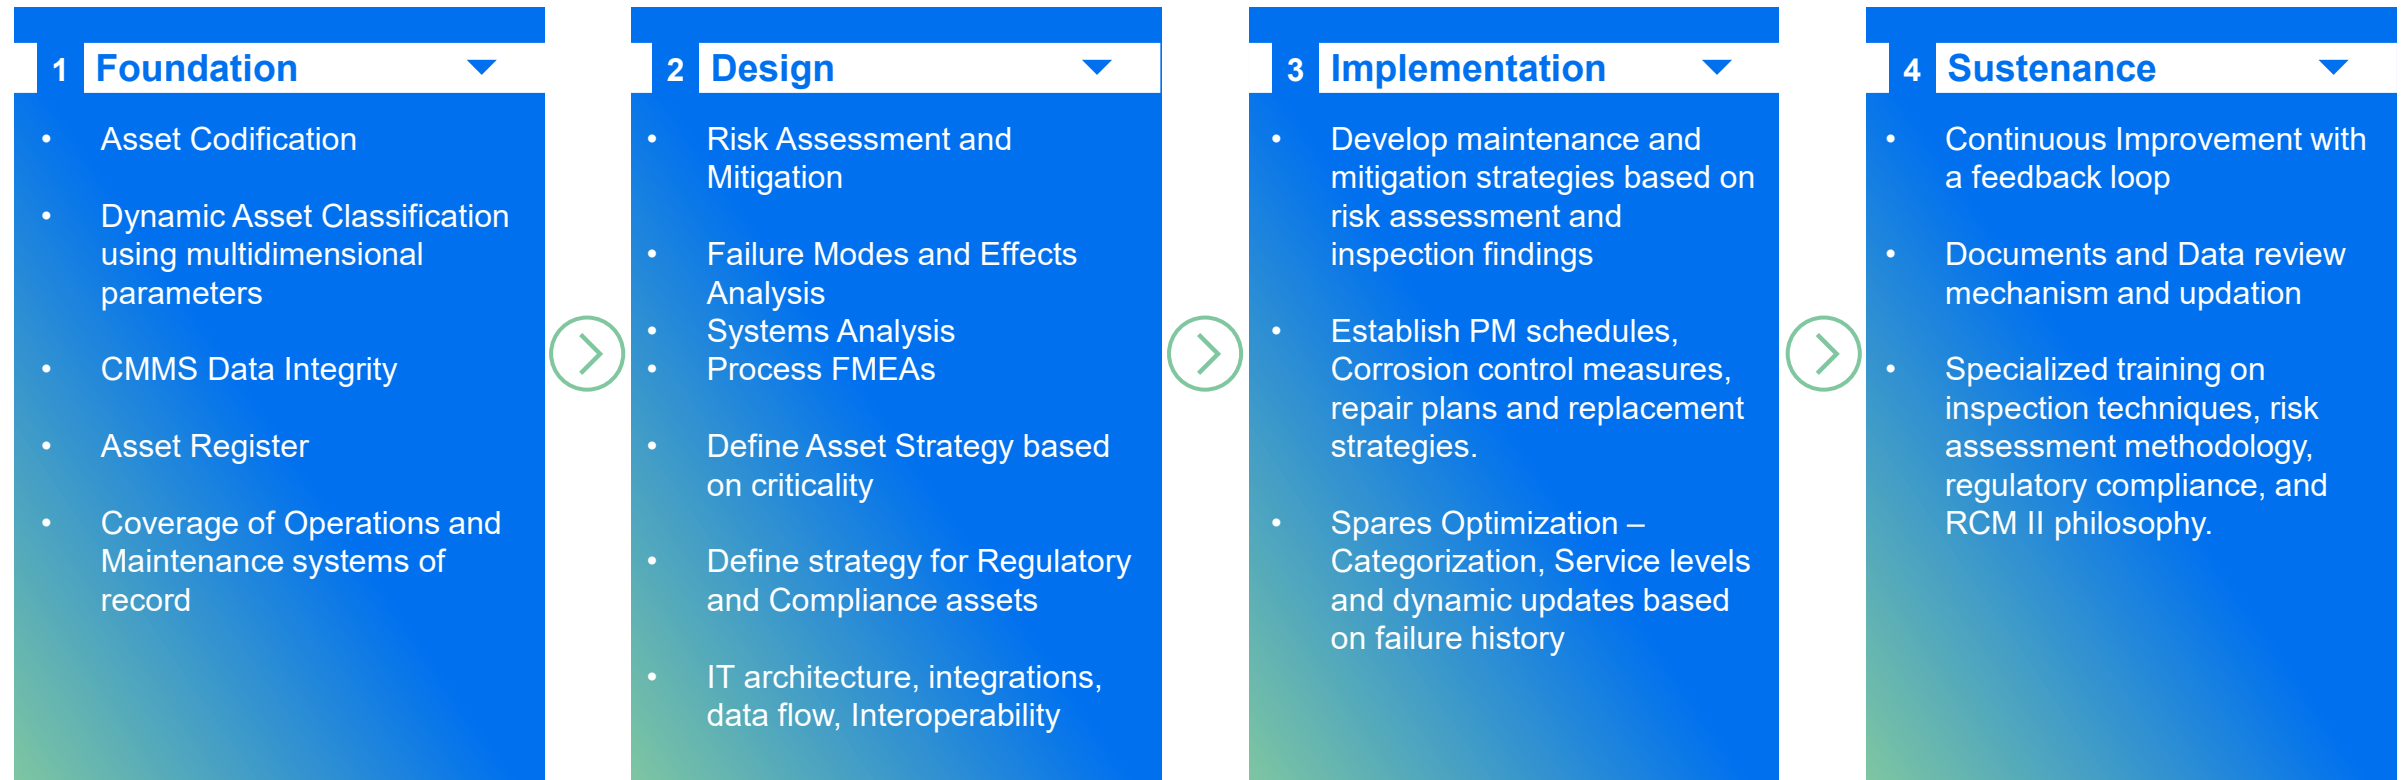 1 Foundation
• Asset Codification
• Dynamic Asset Classification
using multidimensional
parameters
• CMMS Data Integrity
• Asset Register
• Coverage of Operations and
Maintenance systems of
record
2 Design
• Risk Assessment and
Mitigation
• Failure Modes and Effects
Analysis
• Systems Analysis
• Process FMEAs
• Define Asset Strategy based
on criticality
• Define strategy for Regulatory
and Compliance assets
• IT architecture, integrations,
data flow, Interoperability
3 Implementation
• Develop maintenance and
mitigation strategies based on
risk assessment and
inspection findings
• Establish PM schedules,
Corrosion control measures,
repair plans and replacement
strategies.
• Spares Optimization –
Categorization, Service levels
and dynamic updates based
on failure history
4 Sustenance
• Continuous Improvement with
a feedback loop
• Documents and Data review
mechanism and updation
• Specialized training on
inspection techniques, risk
assessment methodology,
regulatory compliance, and
RCM II philosophy.